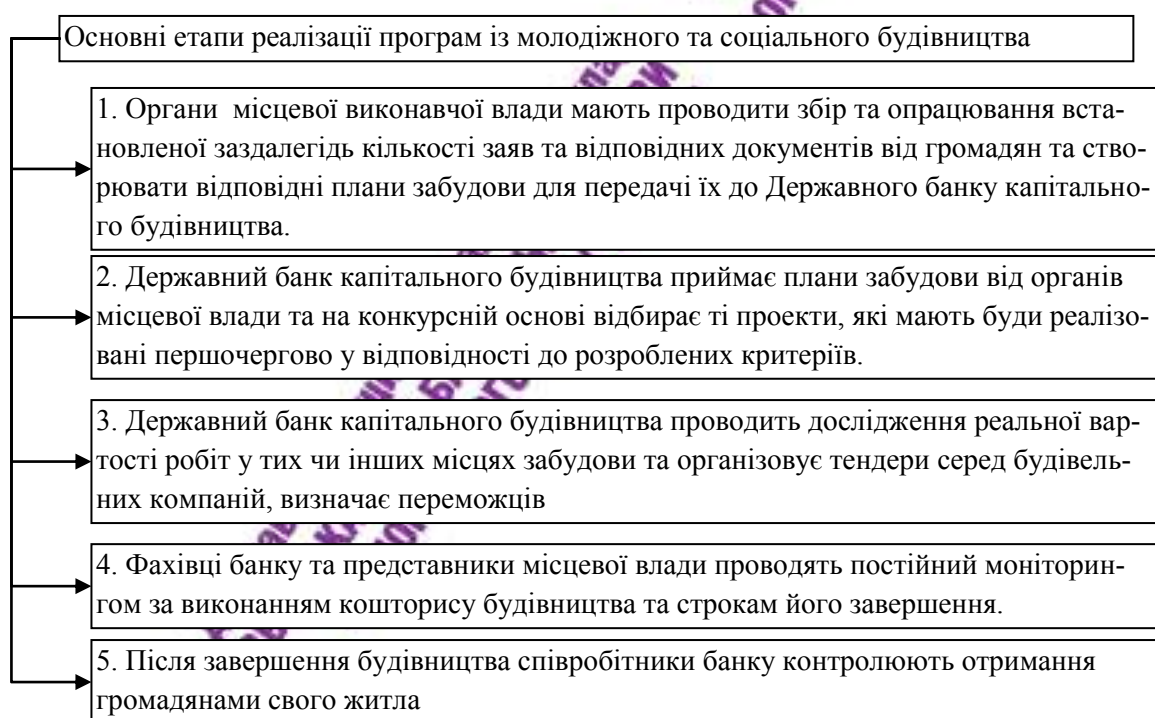 Основні етапи реалізації програм із молодіжного та соціального будівництва
1. Органи місцевої виконавчої влади мають проводити збір та опрацювання вста-
новленої заздалегідь кількості заяв та відповідних документів від громадян та ство-
рювати відповідні плани забудови для передачі їх до Державного банку капітально-
го будівництва.
2. Державний банк капітального будівництва приймає плани забудови від органів
місцевої влади та на конкурсній основі відбирає ті проекти, які мають буди реалізо-
вані першочергово у відповідності до розроблених критеріїв.
3. Державний банк капітального будівництва проводить дослідження реальної вар-
тості робіт у тих чи інших місцях забудови та організовує тендери серед будівель-
них компаній, визначає переможців
4. Фахівці банку та представники місцевої влади проводять постійний моніторин-
гом за виконанням кошторису будівництва та строкам його завершення.
5. Після завершення будівництва співробітники банку контролюють отримання
громадянами свого житла